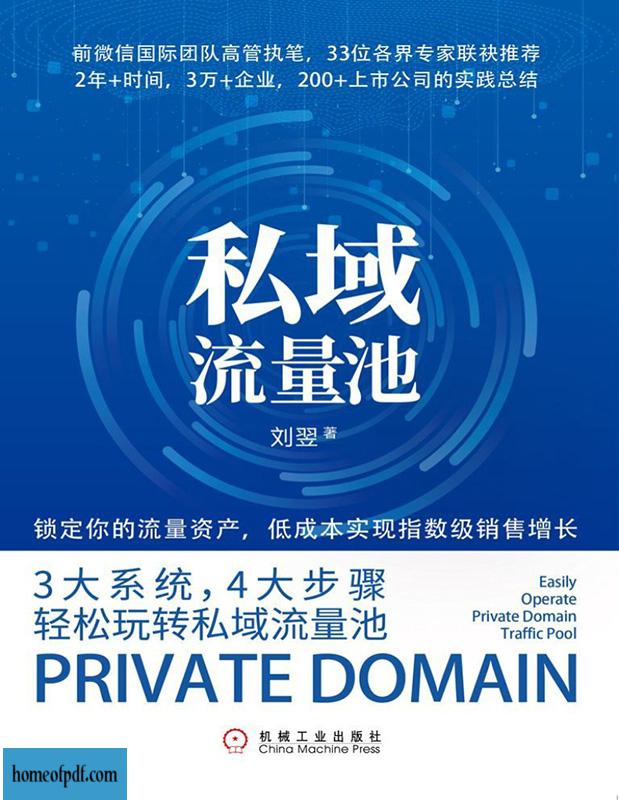 前微信国际团队高管执笔，33位各界专家联袂推荐
2年+时间，3万+企业，200+上市公司的实践总结
私域
流量池
刘翌 著
锁定你的流量资产，低成本实现指数级销售增长
3大系统，4大步骤
轻松玩转私域流量池
Easily
Operate
Private Domain
Traffic Pool
PRIVATE DOMAIN
机械工业出版社
China Machine Press
homeofpdf.com